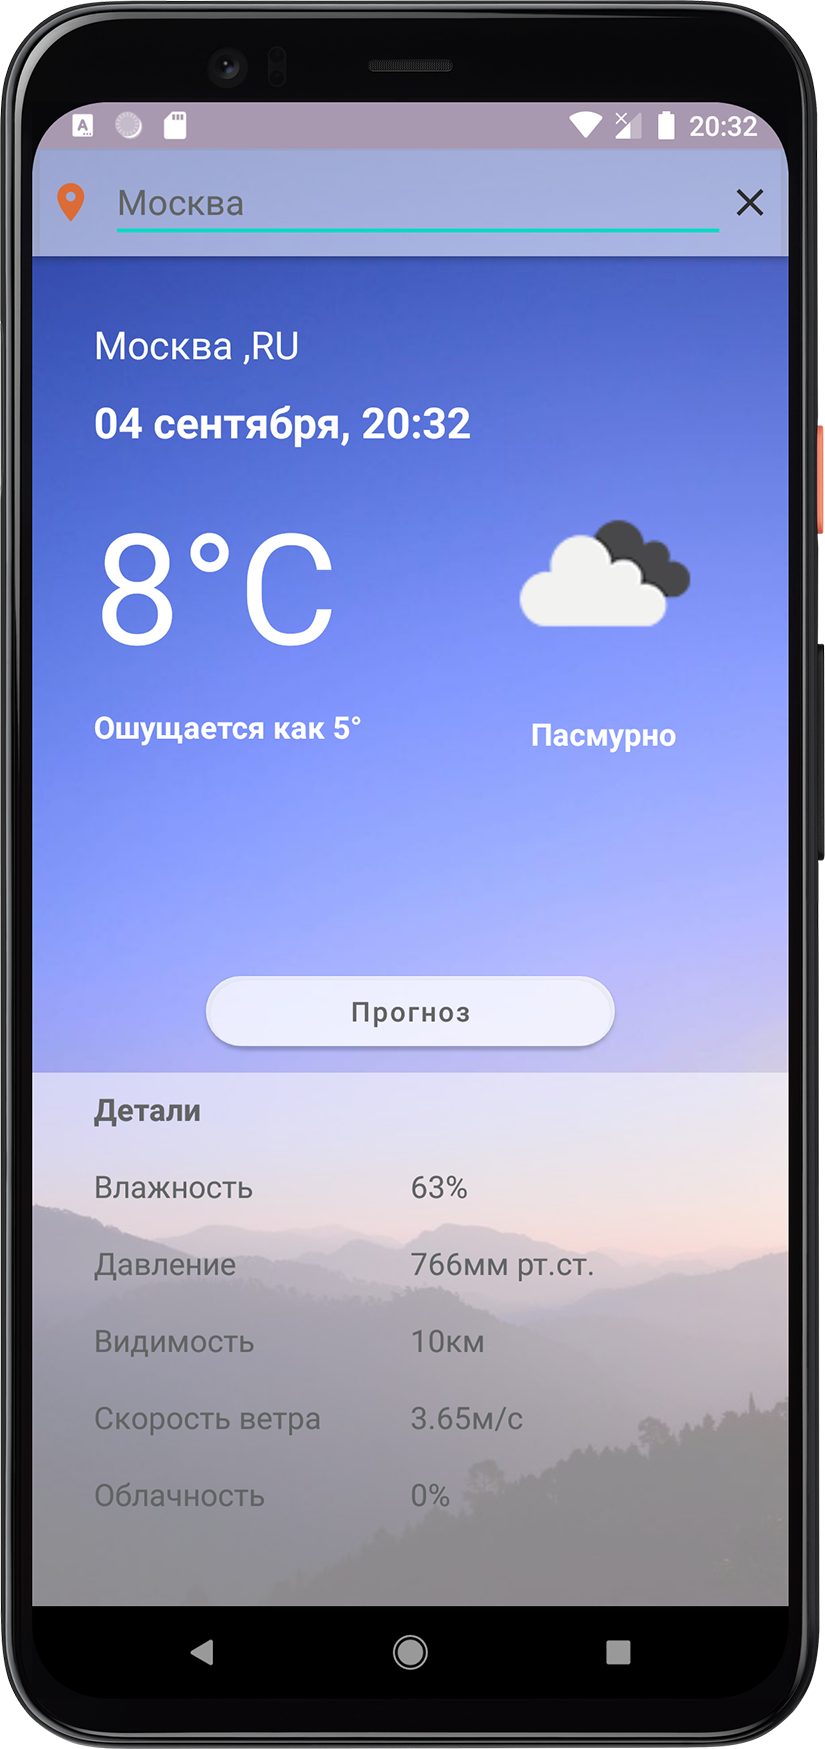 A
20:32
Москва
Москва ,RU
04 сентября, 20:32
8°C
Ошущается как 5°
Пасмурно
Прогноз
Детали
Влажность 63%
Давление 766мм рт.ст.
Видимость 10км
Скорость ветра 3.65м/с
Облачность 0%